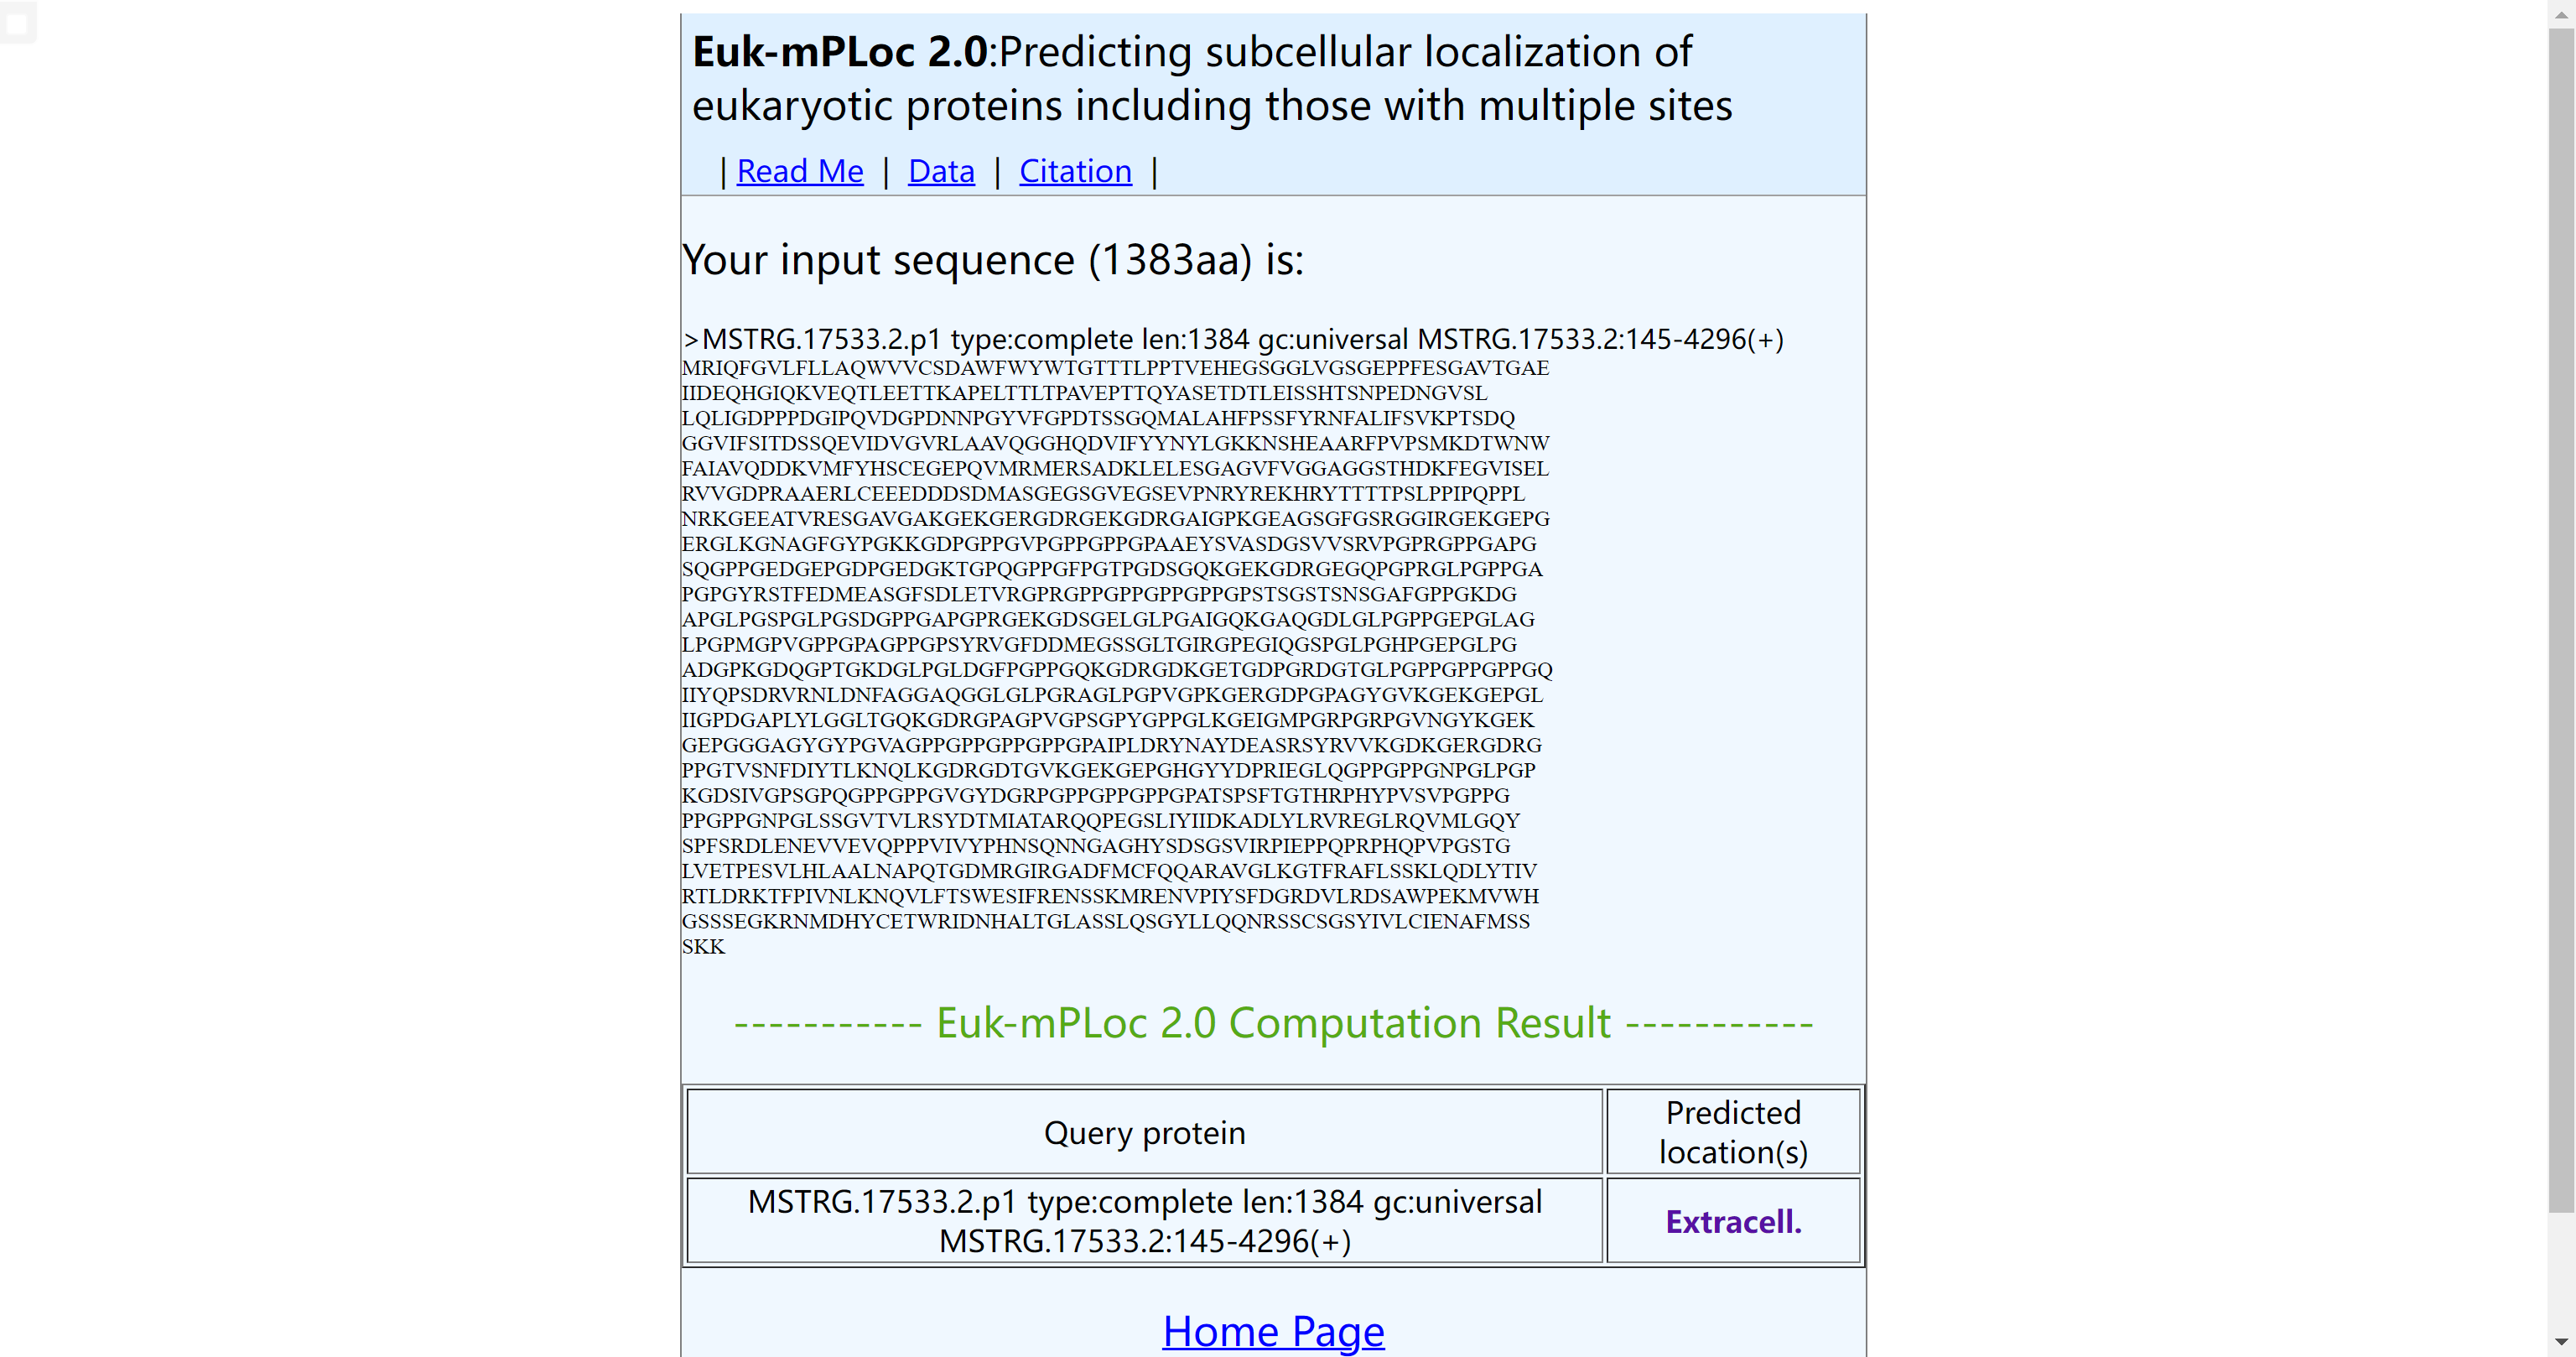 Euk-mPLoc 2.0:Predicting subcellular localization of
eukaryotic proteins including those with multiple sites
| Read Me | Data | Citation |
Your input sequence (1383aa) is:
>MSTRG.17533.2.p1 type:complete len:1384 gc:universal MSTRG.17533.2:145-4296(+)
MRIQFGVLFLLAQWVVCSDAWFWYWTGTTTLPPTVEHEGSGGLVGSGEPPFESGAVTGAE
IIDEQHGIQKVEQTLEETTKAPELTTLTPAVEPTTQYASETDTLEISSHTSNPEDNGVSL
LQLIGDPPPDGIPQVDGPDNNPGYVFGPDTSSGQMALAHFPSSFYRNFALIFSVKPTSDQ
GGVIFSITDSSQEVIDVGVRLAAVQGGHQDVIFYYNYLGKKNSHEAARFPVPSMKDTWNW
FAIAVQDDKVMFYHSCEGEPQVMRMERSADKLELESGAGVFVGGAGGSTHDKFEGVISEL
RVVGDPRAAERLCEEEDDDSDMASGEGSGVEGSEVPNRYREKHRYTTTTPSLPPIPQPPL
NRKGEEATVRESGAVGAKGEKGERGDRGEKGDRGAIGPKGEAGSGFGSRGGIRGEKGEPG
ERGLKGNAGFGYPGKKGDPGPPGVPGPPGPPGPAAEYSVASDGSVVSRVPGPRGPPGAPG
SQGPPGEDGEPGDPGEDGKTGPQGPPGFPGTPGDSGQKGEKGDRGEGQPGPRGLPGPPGA
PGPGYRSTFEDMEASGFSDLETVRGPRGPPGPPGPPGPPGPSTSGSTSNSGAFGPPGKDG
APGLPGSPGLPGSDGPPGAPGPRGEKGDSGELGLPGAIGQKGAQGDLGLPGPPGEPGLAG
LPGPMGPVGPPGPAGPPGPSYRVGFDDMEGSSGLTGIRGPEGIQGSPGLPGHPGEPGLPG
ADGPKGDQGPTGKDGLPGLDGFPGPPGQKGDRGDKGETGDPGRDGTGLPGPPGPPGPPGQ
IIYQPSDRVRNLDNFAGGAQGGLGLPGRAGLPGPVGPKGERGDPGPAGYGVKGEKGEPGL
IIGPDGAPLYLGGLTGQKGDRGPAGPVGPSGPYGPPGLKGEIGMPGRPGRPGVNGYKGEK
GEPGGGAGYGYPGVAGPPGPPGPPGPPGPAIPLDRYNAYDEASRSYRVVKGDKGERGDRG
PPGTVSNFDIYTLKNQLKGDRGDTGVKGEKGEPGHGYYDPRIEGLQGPPGPPGNPGLPGP
KGDSIVGPSGPQGPPGPPGVGYDGRPGPPGPPGPPGPATSPSFTGTHRPHYPVSVPGPPG
PPGPPGNPGLSSGVTVLRSYDTMIATARQQPEGSLIYIIDKADLYLRVREGLRQVMLGQY
SPFSRDLENEVVEVQPPPVIVYPHNSQNNGAGHYSDSGSVIRPIEPPQPRPHQPVPGSTG
LVETPESVLHLAALNAPQTGDMRGIRGADFMCFQQARAVGLKGTFRAFLSSKLQDLYTIV
RTLDRKTFPIVNLKNQVLFTSWESIFRENSSKMRENVPIYSFDGRDVLRDSAWPEKMVWH
GSSSEGKRNMDHYCETWRIDNHALTGLASSLQSGYLLQQNRSSCSGSYIVLCIENAFMSS
SKK
----------- Euk-mPLoc 2.0 Computation Result -----------
Query protein
Predicted
location(s)
MSTRG.17533.2.p1 type:complete len:1384 gc:universal
MSTRG.17533.2:145-4296(+)
Extracell.
Home Page